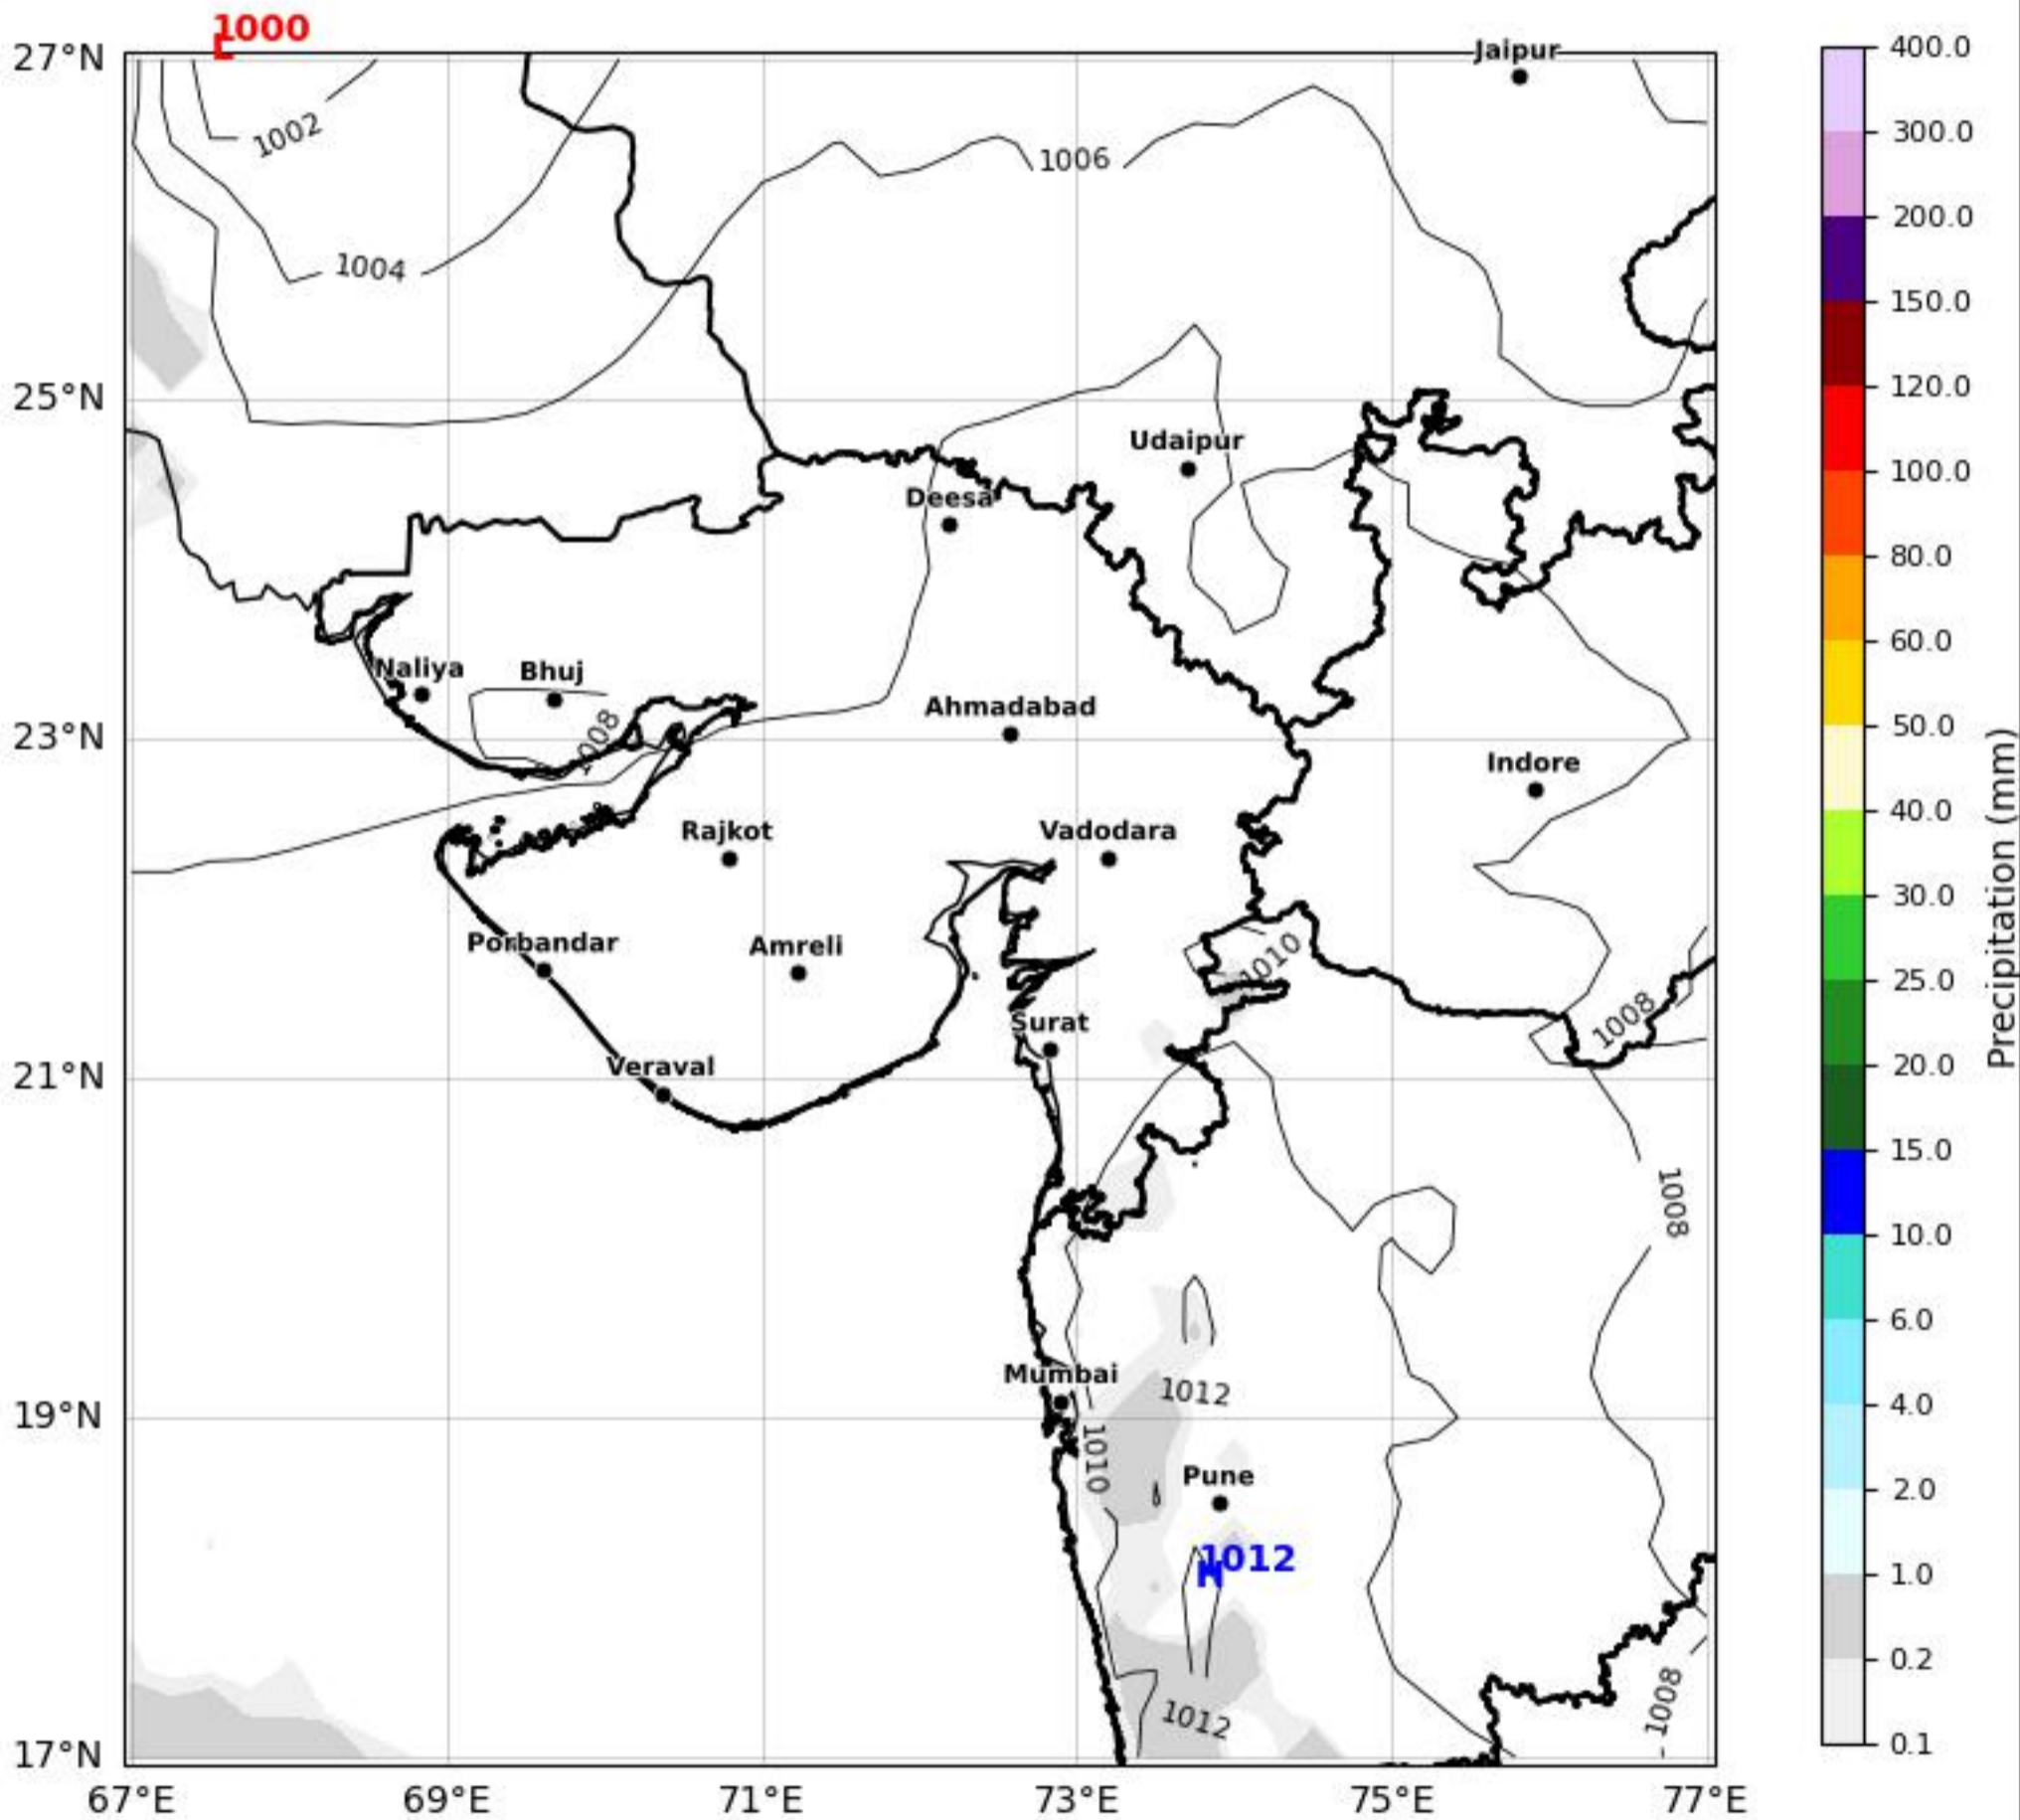 1000
L
27°N
Jaipur
400.0
1002
300.0
1006
200.0
1004
150.0
120.0
25°N
Udaipur
100.0
Deesa
80.0
Naliya
Bhuj
60.0
Ahmadabad
1008
50.0
23°N
Indore
Precipitation (mm)
40.0
Rajkot
Vadodara
30.0
Porbandar
Amreli
1010
25.0
Surat
1008
20.0
21°N
Veraval
15.0
1008
10.0
6.0
Mumbai
1012
4.0
19°N
1010
Pune
2.0
1012
H
1.0
0.2
1012
1008
17°N
0.1
67°E
69°E
71°E
73°E
75°E
77°E